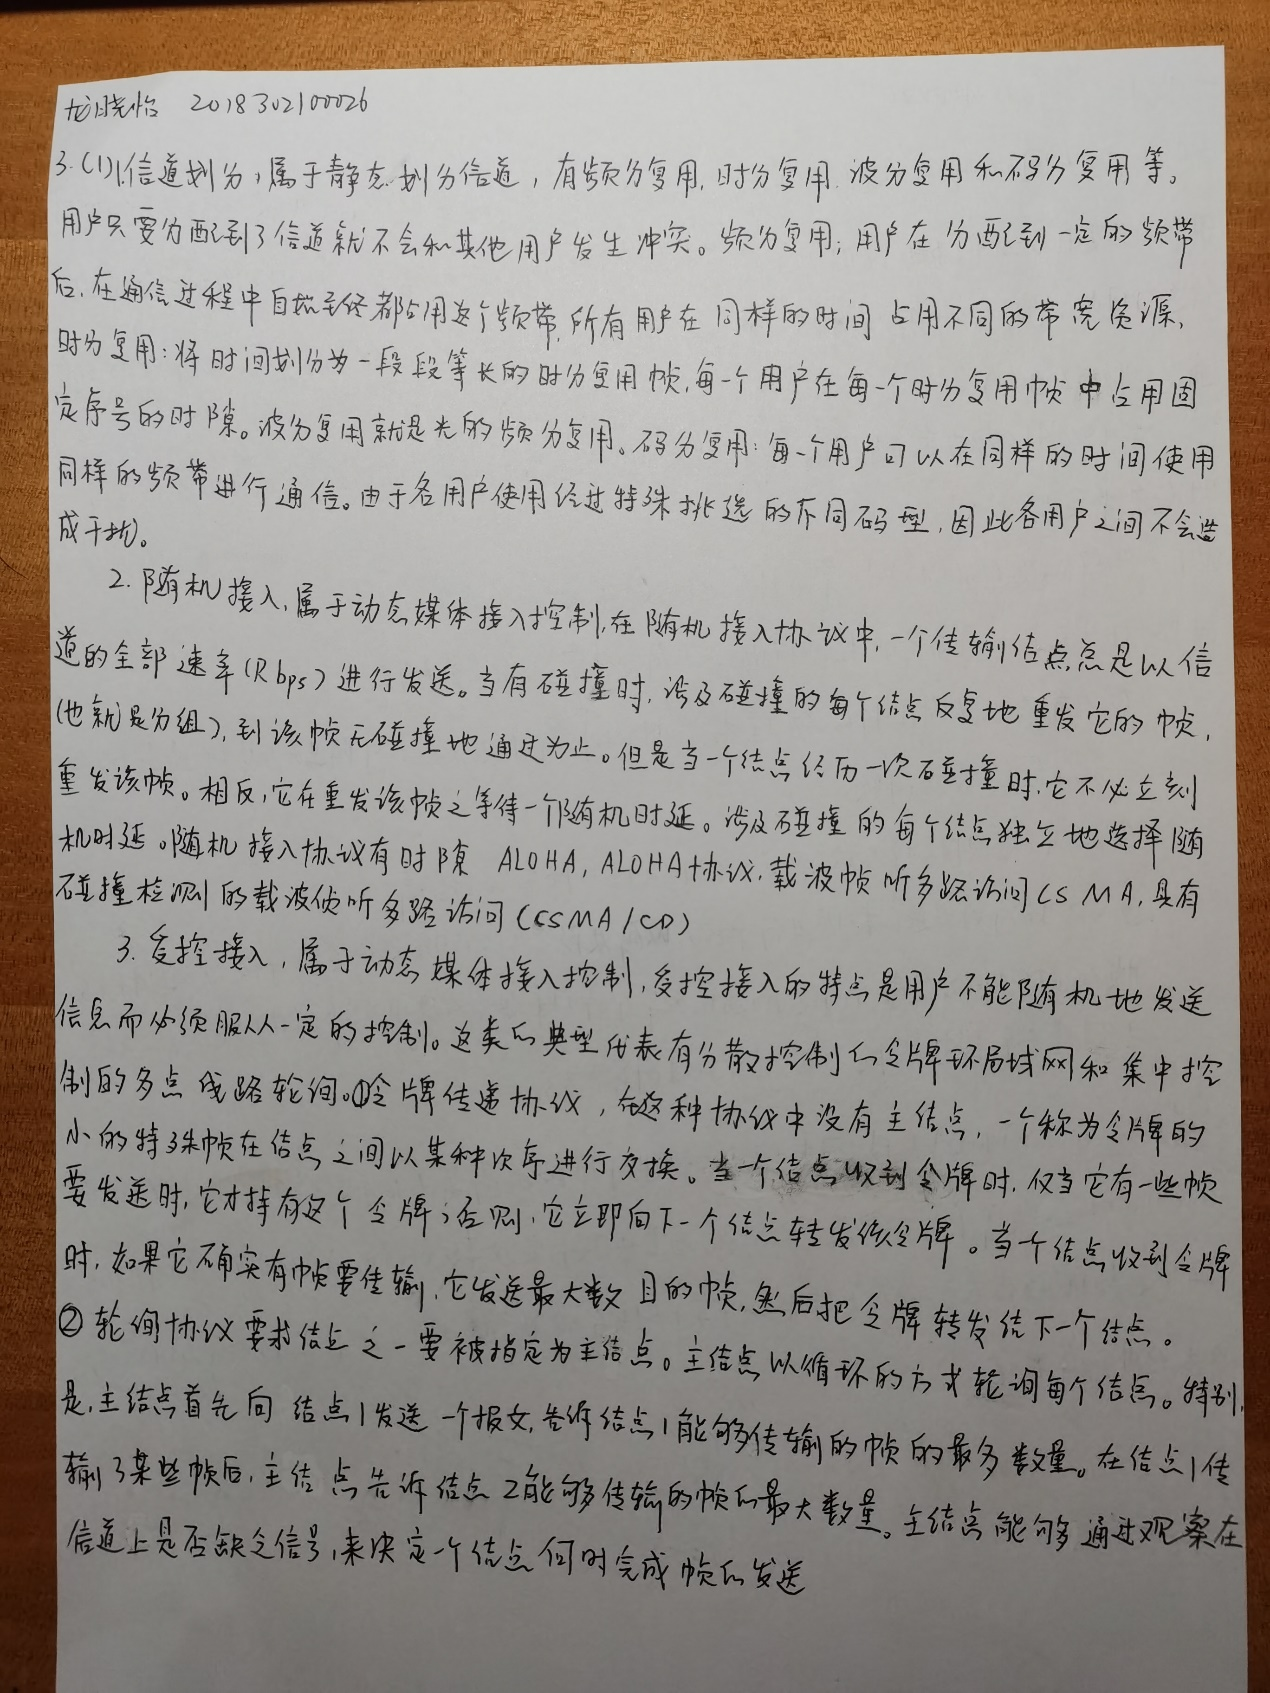 龙晓怡 2018302100026
3.(1)1.信道划分,属于静态划分信道,有频分复用,时分复用,波分复用和码分复用等。
用户只要分配到了信道就不会和其他用户发生冲突。频分复用;用户在分配到一定的频带
后,在通信过程中自始至终都占用这个频带,所有用户在同样的时间占用不同的带宽资源,
时分复用:将时间划分为一段段等长的时分复用帧,每一个用户在每一个时分复用帧中占用固
定序号的时隙。波分复用就是光的频分复用。码分复用:每一个用户可以在同样的时间使用
同样的频带进行通信。由于各用户使用经过特殊挑选的不同码型,因此各用户之间不会造
成干扰。
2.随机接入,属于动态媒体接入控制,在随机接入协议中,一个传输结点总是以信
道的全部速率(Rbps)进行发送。当有碰撞时,涉及碰撞的每个结点反复地重发它的帧,
(也就是分组),到该帧无碰撞地通过为止。但是当一个结点经历一次碰撞时,它不必立刻
重发该帧。相反,它在重发该帧之等待一个随机时延。涉及碰撞的每个结点独立地选择随
机时延。随机接入协议有时隙 ALOHA,ALOHA协议,载波帧听多路访问CSMA,具有
碰撞检测的载波侦听多路访问(CSMA/CD)
3.受控接入,属于动态媒体接入控制,受控接入的特点是用户不能随机地发送
信息而必须服从一定的控制。这类的典型代表有分散控制的令牌环局域网和集中控
制的多点线路轮询。①令牌传递协议,在这种协议中没有主结点,一个称为令牌的
小的特殊帧在结点之间以某种次序进行交换。当一个结点收到令牌时,仅当它有一些帧
要发送时,它才持有这个令牌;否则,它立即向下一个结点转发该令牌。当个结点收到令牌
时,如果它确实有帧要传输,它发送最大数目的帧,然后把令牌转发给下一个结点。
②轮询协议要求结点之一要被指定为主结点。主结点以循环的方式轮询每个结点。特别,
是,主结点首先向结点1发送一个报文,告诉结点1能够传输的帧的最多数量。在结点1传
输了某些帧后,主结点告诉结点2能够传输的帧的最大数量。主结点能够通过观察在
信道上是否缺乏信号,来决定一个结点何时完成帧的发送